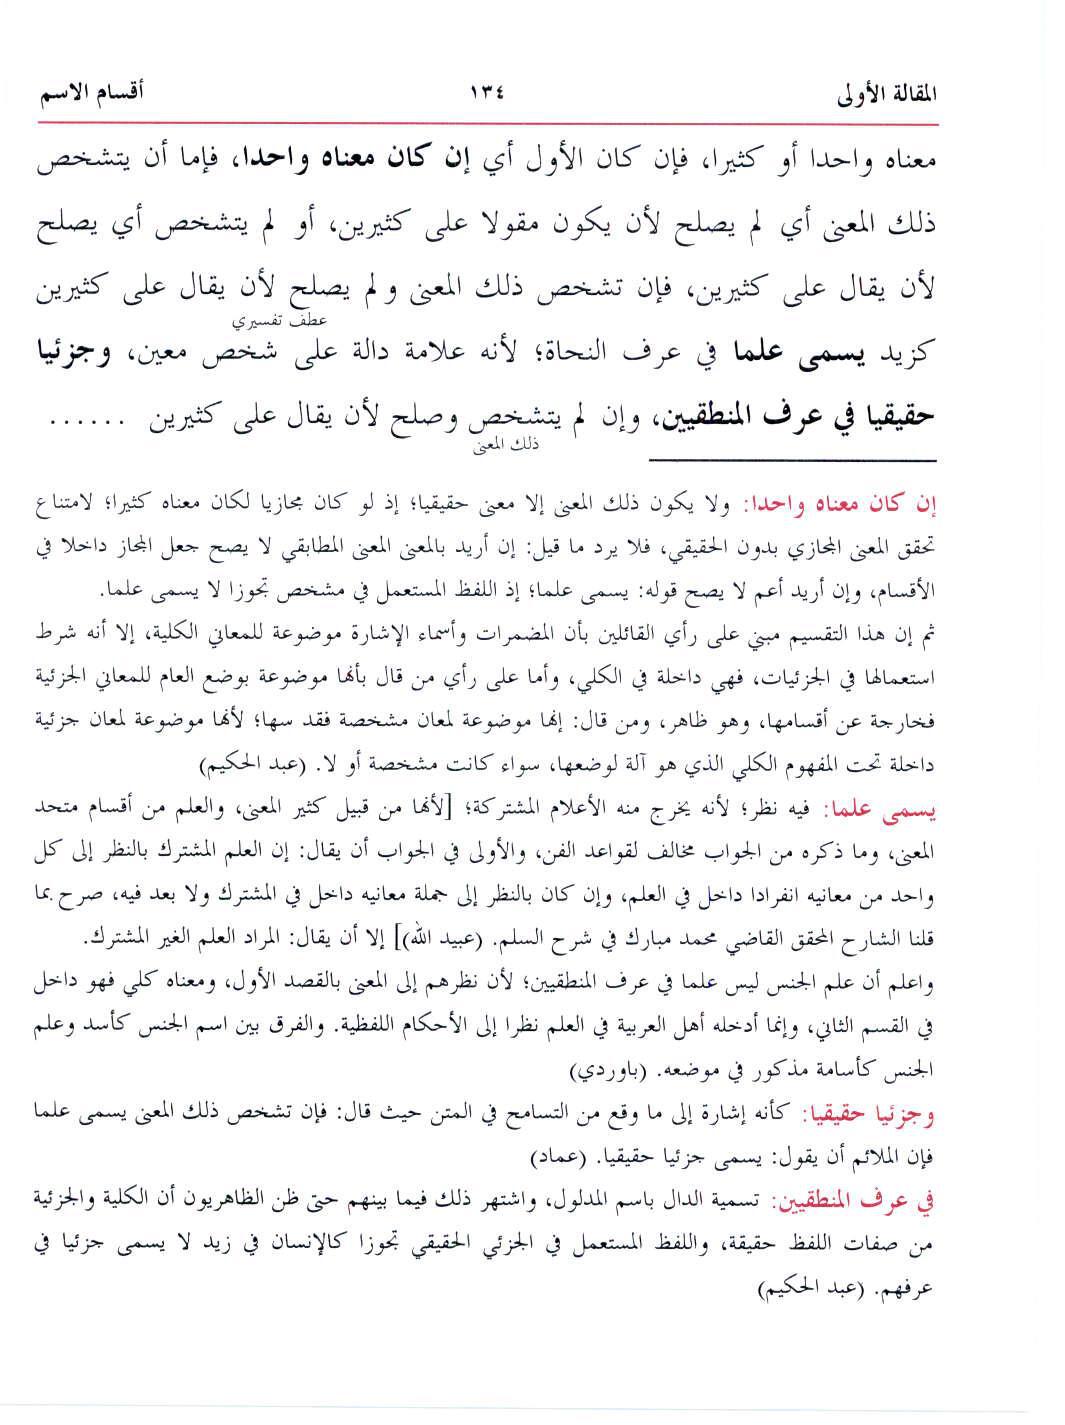 المقالة الأولى ١٣٤ أقسام الاسم
معناه واحدا أو كثيرا، فإن كان الأول أي إن كان معناه واحدا، فإما أن يتشخص
ذلك المعنى أي لم يصلح لأن يكون مقولا على كثيرين، أو لم يتشخص أي يصلح
لأن يقال على كثيرين، فإن تشخص ذلك المعنى ولم يصلح لأن يقال على كثيرين
عطف تفسيري
كزيد يسمى علما في عرف النحاة؛ لأنه علامة دالة على شخص معين، وجزئيا
حقيقيا في عرف المنطقيين، وإن لم يتشخص وصلح لأن يقال على كثيرين ......
ذلك المعنى
إن كان معناه واحدا: ولا يكون ذلك المعنى إلا معنى حقيقيا؛ إذ لو كان مجازيا لكان معناه كثيرا؛ لامتناع
تحقق المعنى المجازي بدون الحقيقي، فلا يرد ما قيل: إن أريد بالمعنى المعنى المطابقي لا يصح جعل المجاز داخلا في
الأقسام، وإن أريد أعم لا يصح قوله: يسمى علما؛ إذ اللفظ المستعمل في مشخص تجوزا لا يسمى علما.
ثم إن هذا التقسيم مبني على رأي القائلين بأن المضمرات وأسماء الإشارة موضوعة للمعاني الكلية، إلا أنه شرط
استعمالها في الجزئيات، فهي داخلة في الكلي، وأما على رأي من قال بأنها موضوعة بوضع العام للمعاني الجزئية
فخارجة عن أقسامها، وهو ظاهر، ومن قال: إنها موضوعة لمعان مشخصة فقد سها؛ لأنها موضوعة لمعان جزئية
داخلة تحت المفهوم الكلي الذي هو آلة لوضعها، سواء كانت مشخصة أو لا. (عبد الحكيم)
يسمى علما: فيه نظر؛ لأنه يخرج منه الأعلام المشتركة؛ [لأنها من قبيل كثير المعنى، والعلم من أقسام متحد
المعنى، وما ذكره من الجواب مخالف لقواعد الفن، والأولى في الجواب أن يقال: إن العلم المشترك بالنظر إلى كل
واحد من معانيه انفرادا داخل في العلم، وإن كان بالنظر إلى جملة معانيه داخل في المشترك ولا بعد فيه، صرح بما
قلنا الشارح المحقق القاضي محمد مبارك في شرح السلم. (عبيد الله)] إلا أن يقال: المراد العلم الغير المشترك.
واعلم أن علم الجنس ليس علما في عرف المنطقيين؛ لأن نظرهم إلى المعنى بالقصد الأول، ومعناه كلي فهو داخل
في القسم الثاني، وإنما أدخله أهل العربية في العلم نظرا إلى الأحكام اللفظية. والفرق بين اسم الجنس كأسد وعلم
الجنس كأسامة مذكور في موضعه. (باوردي)
وجزئيا حقيقيا: كأنه إشارة إلى ما وقع من التسامح في المتن حيث قال: فإن تشخص ذلك المعنى يسمى علما
فإن الملائم أن يقول: يسمى جزئيا حقيقيا. (عماد)
في عرف المنطقيين: تسمية الدال باسم المدلول، واشتهر ذلك فيما بينهم حتى ظن الظاهريون أن الكلية والجزئية
من صفات اللفظ حقيقة، واللفظ المستعمل في الجزئي الحقيقي تجوزا كالإنسان في زيد لا يسمى جزئيا في
عرفهم. (عبد الحكيم)